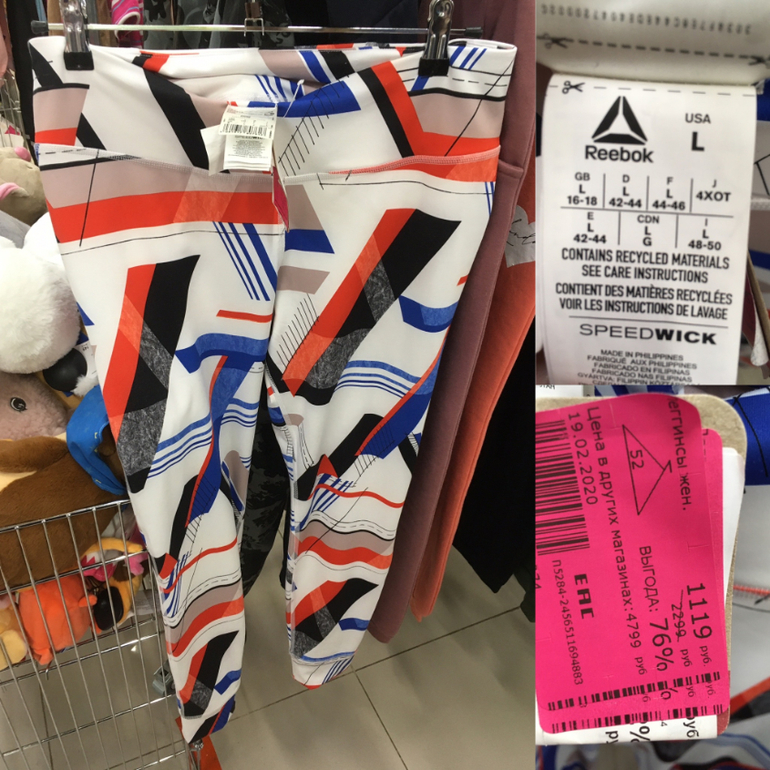 Reebok
USA
L
GB
L
16-18
D
L
42-44
F
L
44-46
J
4XOT
E
L
42-44
CDN
L
G
I
L
48-50
CONTAINS RECYCLED MATERIALS
SEE CARE INSTRUCTIONS
CONTIENT DES MATIÈRES RECYCLÉES
VOIR LES INSTRUCTIONS DE LAVAGE
SPEEDWICK
MADE IN PHILIPPINES
FABRIQUÉ AUX PHILIPPINES
FABRICADO EN FILIPINAS
FABRICADO NAS FILIPINAS
еггинсы жен.
52
Цена в других магазинах: 4799 руб
19.02.2020
1119 руб.
2299 руб
ВЫГОДА: 76%
EAC
П5284-2456511694883